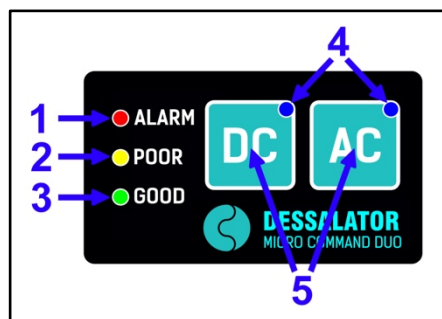 4
1 ALARM
2 POOR
3 GOOD
DC AC
DESSALATOR
MICRO COMMAND DUO
5